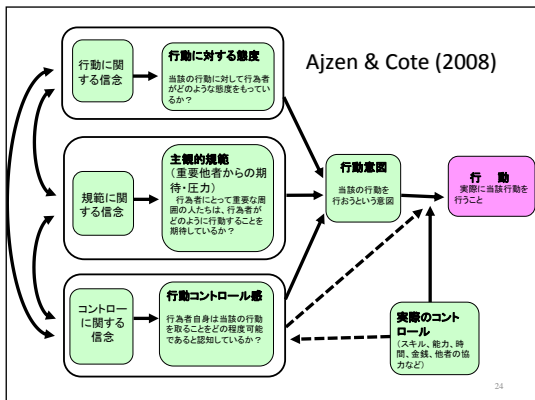 Ajzen & Cote (2008)
行動に関
する信念
行動に対する態度
当該の行動に対して行為者
がどのような態度をもってい
るか?
規範に関
する信念
主観的規範
(重要他者からの期
待・圧力)
行為者にとって重要な周
囲の人たちは、行為者が
どのように行動することを
期待しているか?
コントロー
に関する
信念
行動コントロール感
行為者自身は当該の行動
を取ることをどの程度可能
であると認知しているか?
行動意図
当該の行動を
行おうという意図
行 動
実際に当該行動を
行うこと
実際のコント
ロール
(スキル、能力、時
間、金銭、他者の協
力など)
24